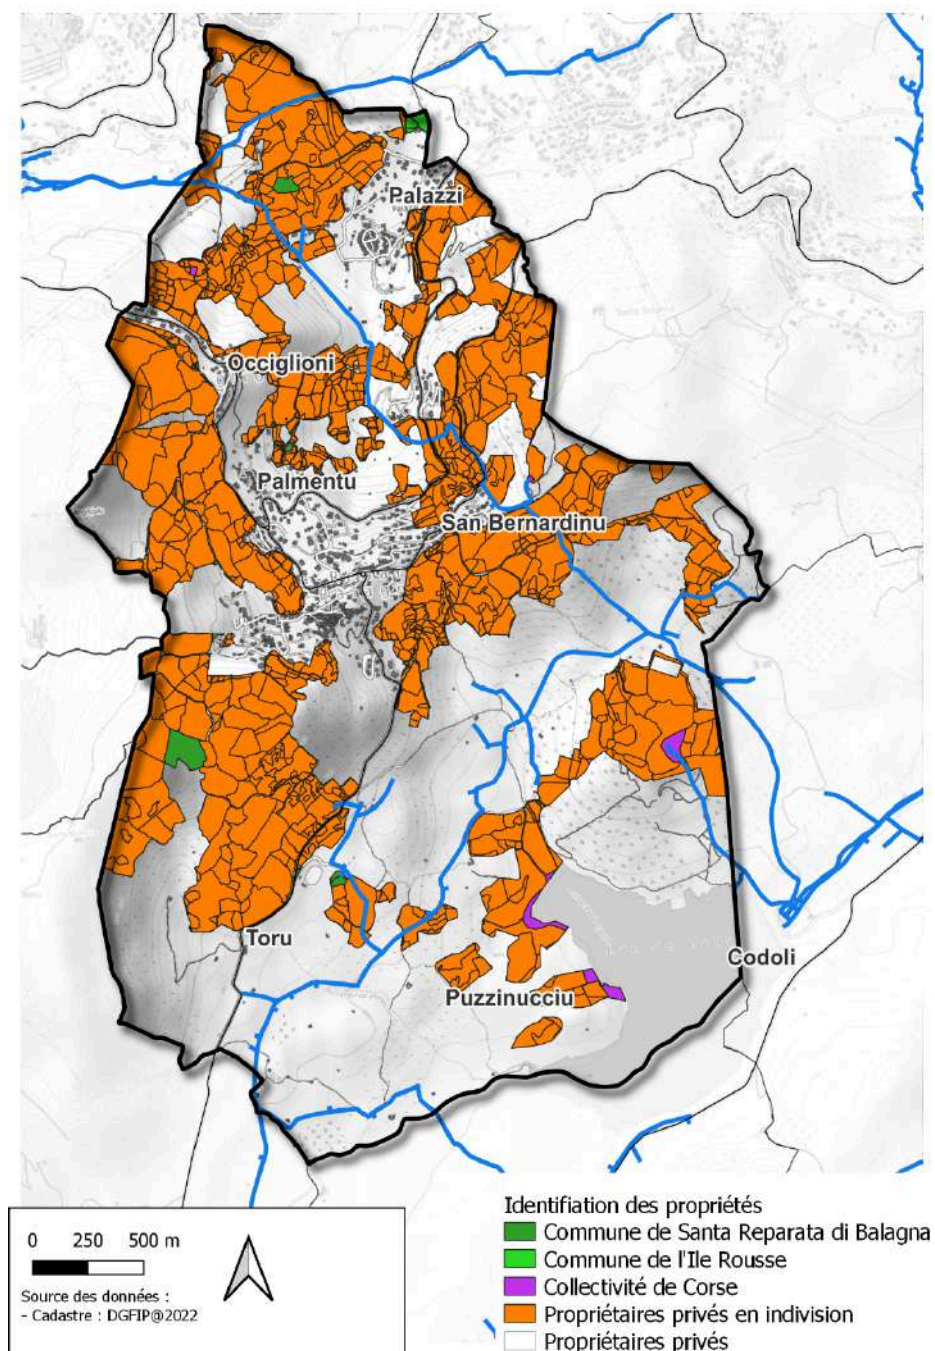 Palazzi
Occiglioni
Palmentu
San Bernardinu
Toru
Codoli
Puzzinucciu
0 250 500 m
Source des données :
- Cadastre : DGFIP@2022
Identifiation des propriétés
Commune de Santa Reparata di Balagna
Commune de l'Ile Rousse
Collectivité de Corse
Propriétaires privés en indivision
Propriétaires privés